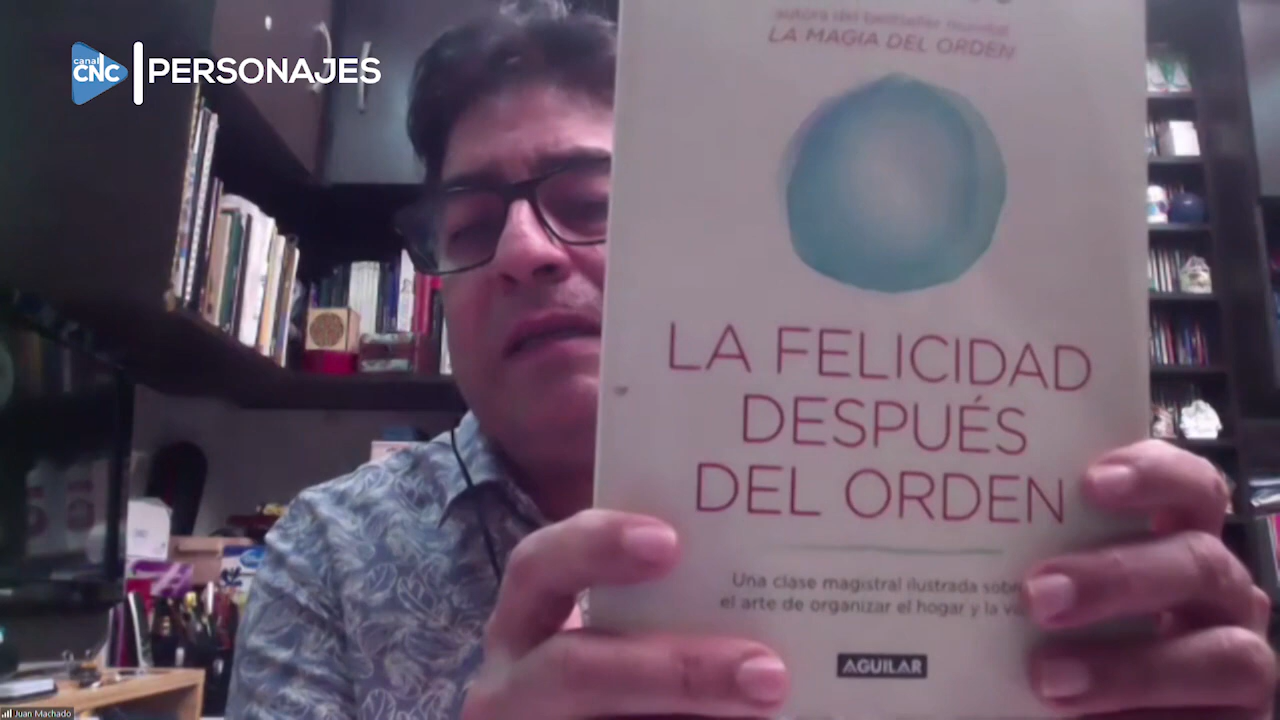 canal
CNC
PERSONAJES
autora del bestseller mundial
LA MAGIA DEL ORDEN
LA FELICIDAD
DESPUÉS
DEL ORDEN
Una clase magistral ilustrada sobre
el arte de organizar el hogar y la
AGUILAR
Juan Machado